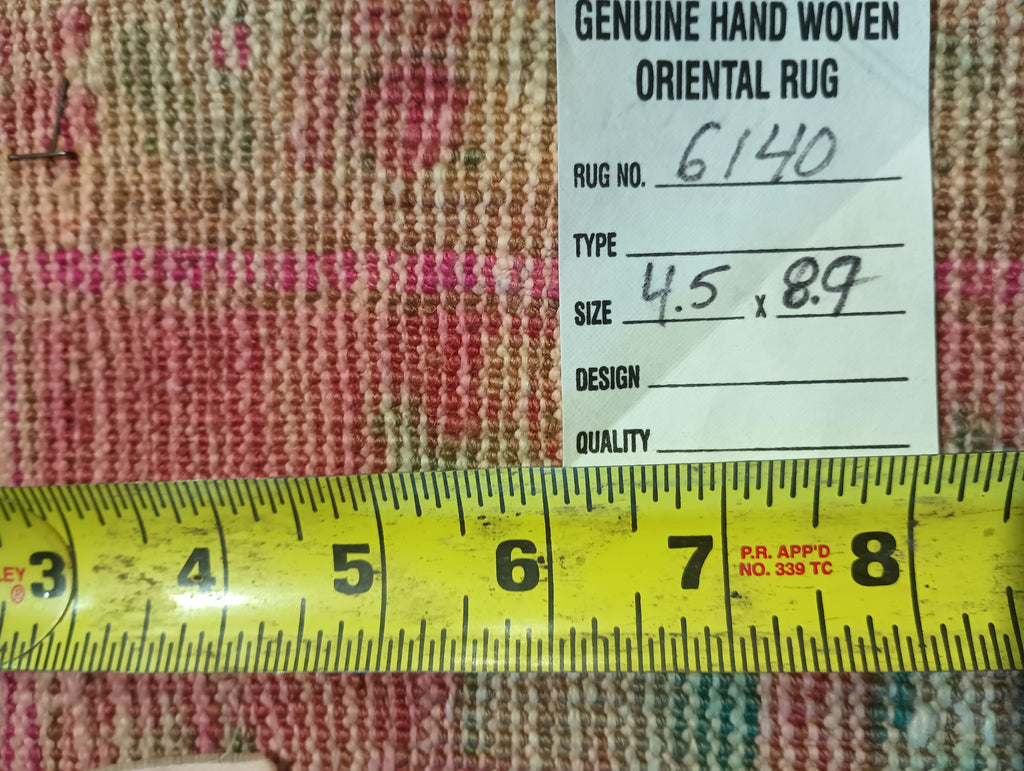 GENUINE HAND WOVEN
ORIENTAL RUG
RUG NO. 6140
TYPE
SIZE 4.5 x 8.9
DESIGN
QUALITY
3 4 5 6 7 8
LEY ®
P.R. APP'D
NO. 339 TC